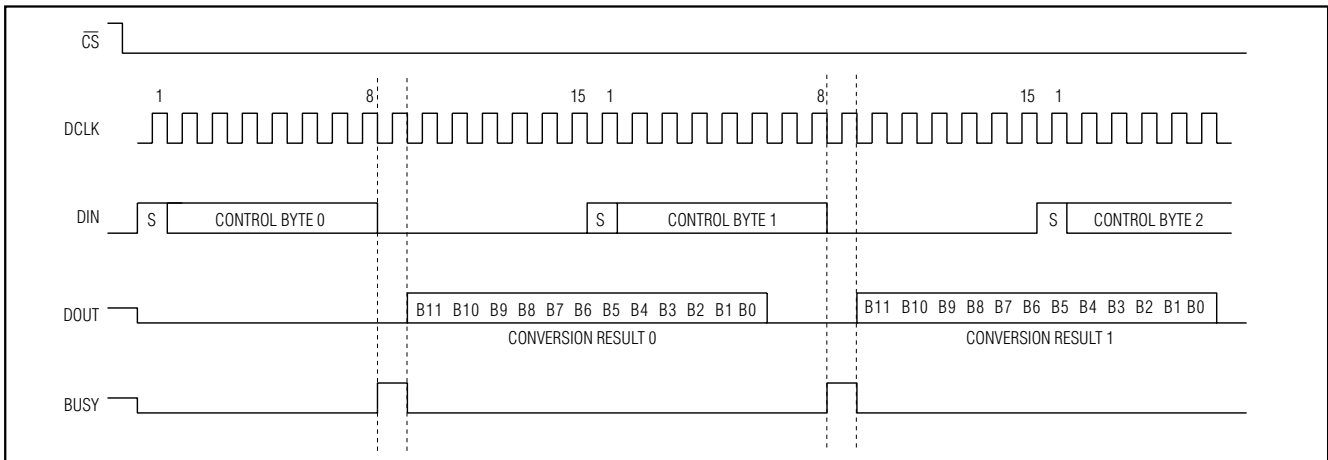 CS
1 8 15 1 8 15 1
DCLK
DIN S CONTROL BYTE 0 S CONTROL BYTE 1 S CONTROL BYTE 2
DOUT B11 B10 B9 B8 B7 B6 B5 B4 B3 B2 B1 B0 B11 B10 B9 B8 B7 B6 B5 B4 B3 B2 B1 B0
CONVERSION RESULT 0 CONVERSION RESULT 1
BUSY